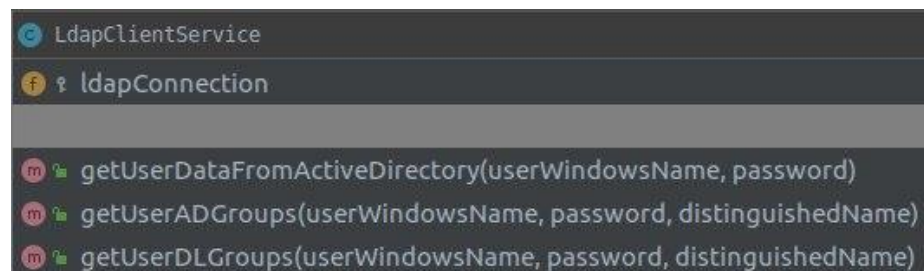 LdapClientService
ldapConnection
getUserDataFromActiveDirectory(userWindowsName, password)
getUserADGroups(userWindowsName, password, distinguishedName)
getUserDLGroups(userWindowsName, password, distinguishedName)